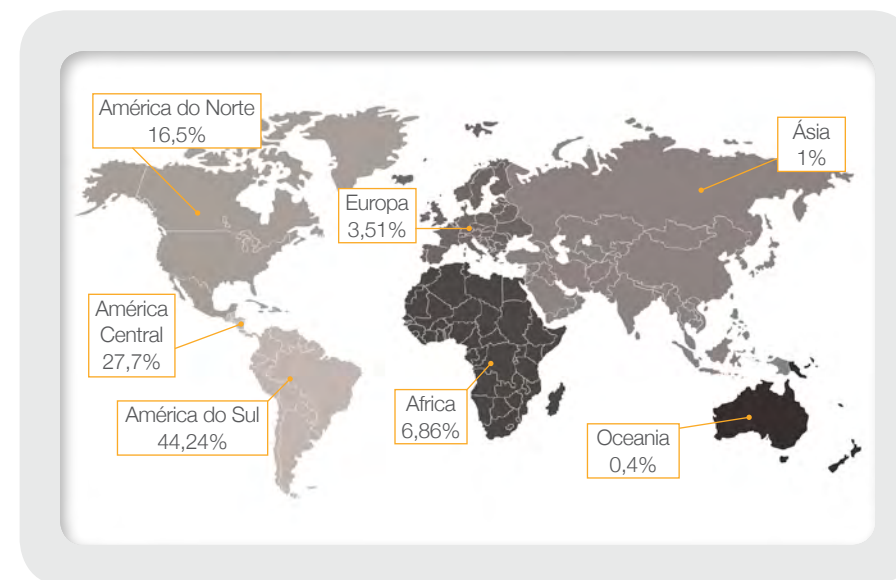 América do Norte
16,5%
Ásia
1%
Europa
3,51%
América
Central
27,7%
América do Sul
44,24%
Africa
6,86%
Oceania
0,4%